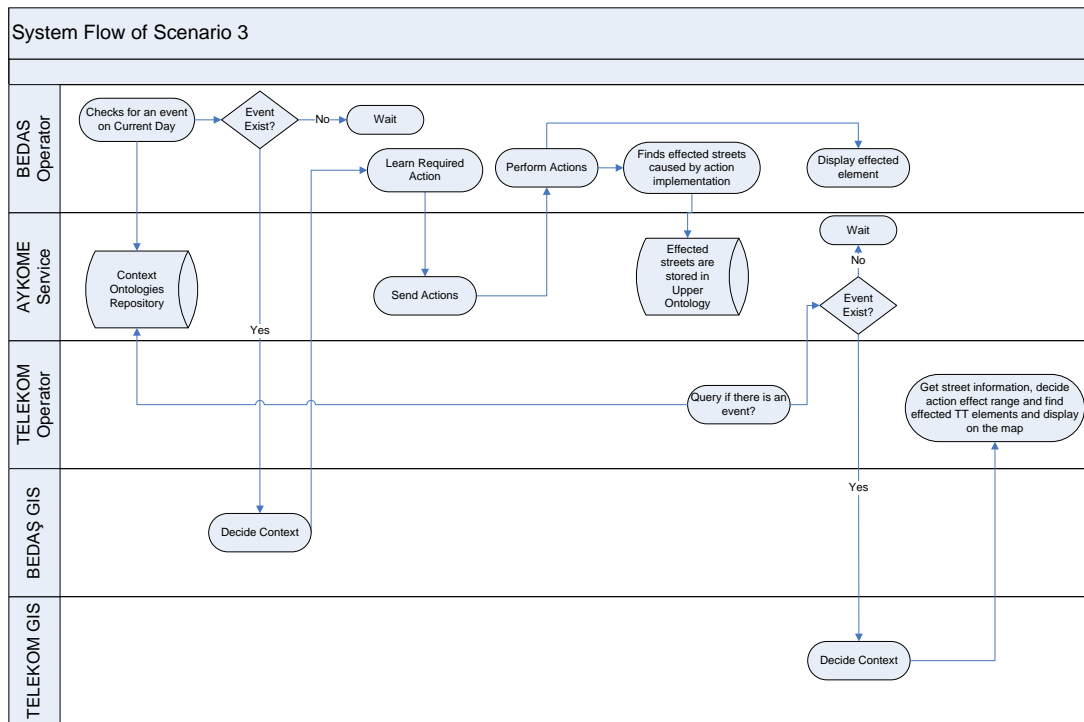 System Flow of Scenario 3
BEDAS
Operator
Checks for an event
on Current Day
Event
Exist?
No
Wait
Learn Required
Action
Perform Actions
Finds effected streets
caused by action
implementation
Display effected
element
AYKOME
Service
Context
Ontologies
Repository
Yes
Send Actions
Effected
streets are
stored in
Upper
Ontology
Wait
No
Event
Exist?
TELEKOM
Operator
Query if there is an
event?
Get street information, decide
action effect range and find
effected TT elements and display
on the map
BEDAŞ GIS
Decide Context
Yes
TELEKOM GIS
Decide Context